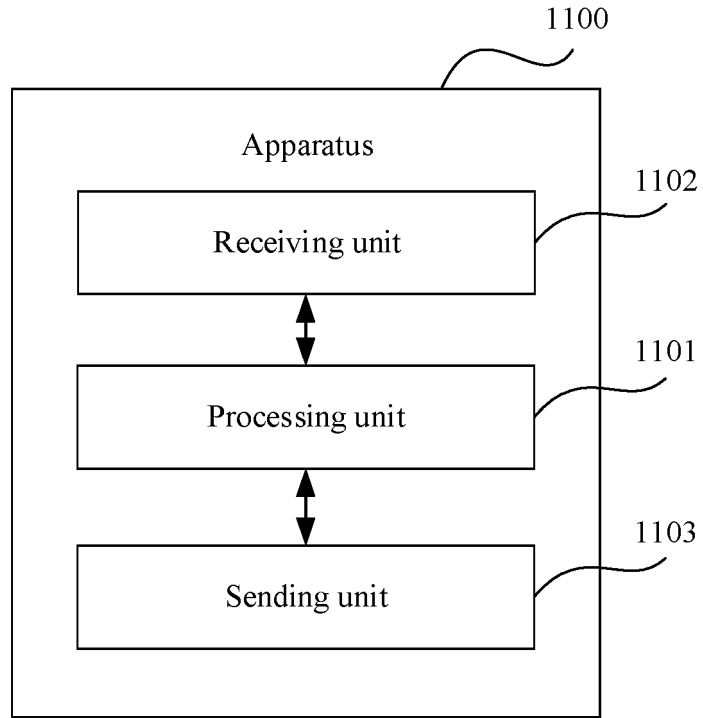 1100
Apparatus
1102
Receiving unit
1101
Processing unit
1103
Sending unit